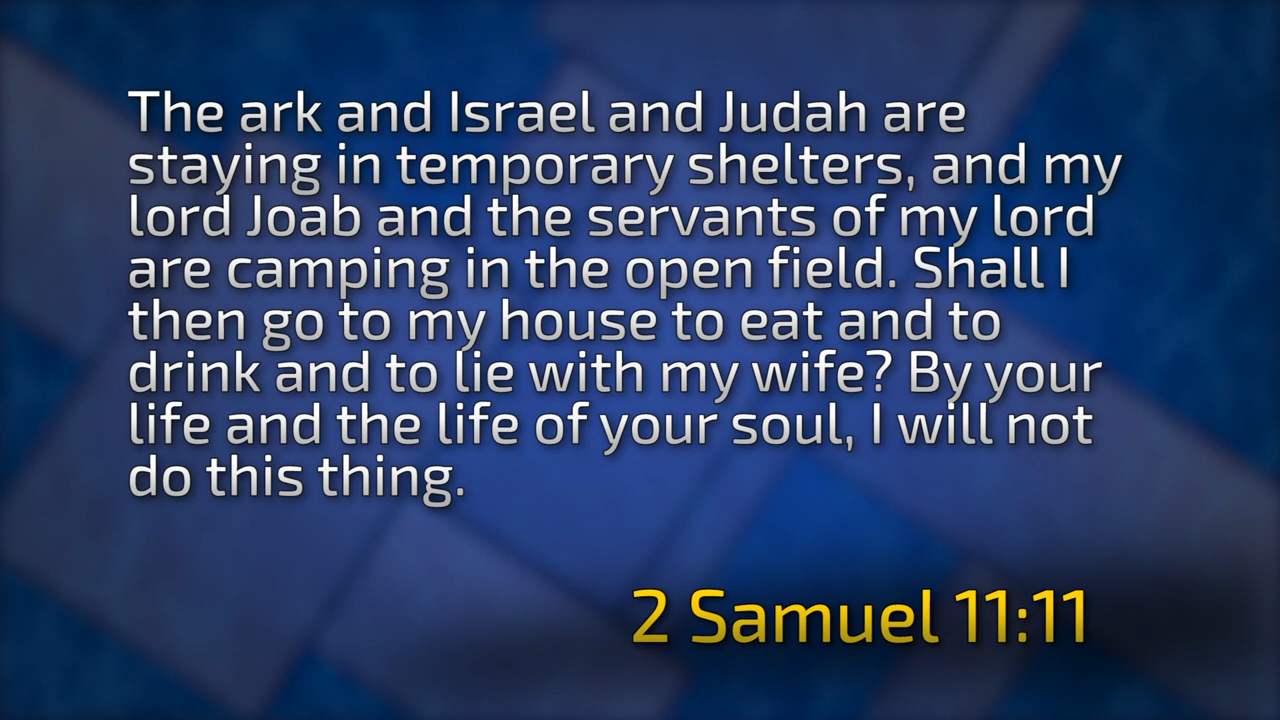 The ark and Israel and Judah are
staying in temporary shelters, and my
lord Joab and the servants of my lord
are camping in the open field. Shall I
then go to my house to eat and to
drink and to lie with my wife? By your
life and the life of your soul, I will not
do this thing.
2 Samuel 11:11